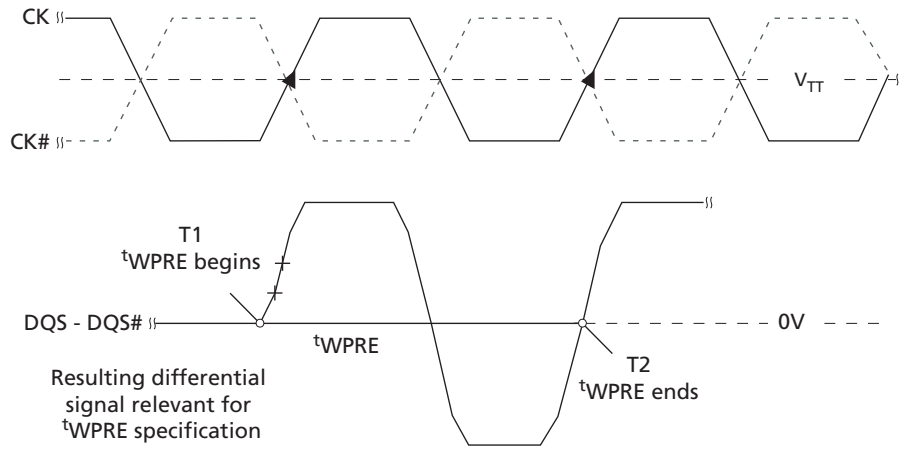 CK
V_TT
CK#
T1
tWPRE begins
DQS - DQS#
tWPRE
0V
T2
tWPRE ends
Resulting differential
signal relevant for
tWPRE specification